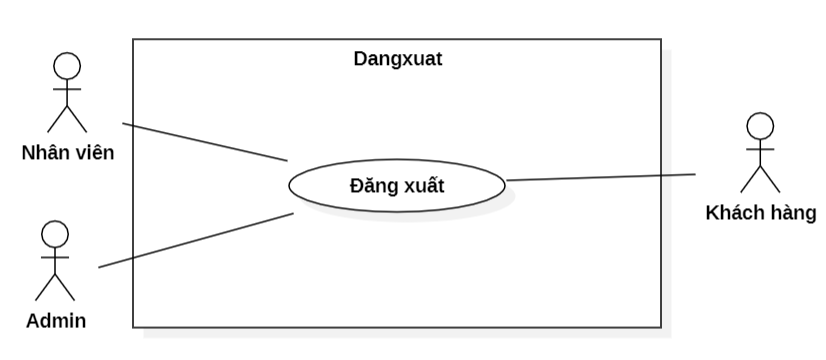 Dangxuat
Nhân viên
Đăng xuất
Khách hàng
Admin